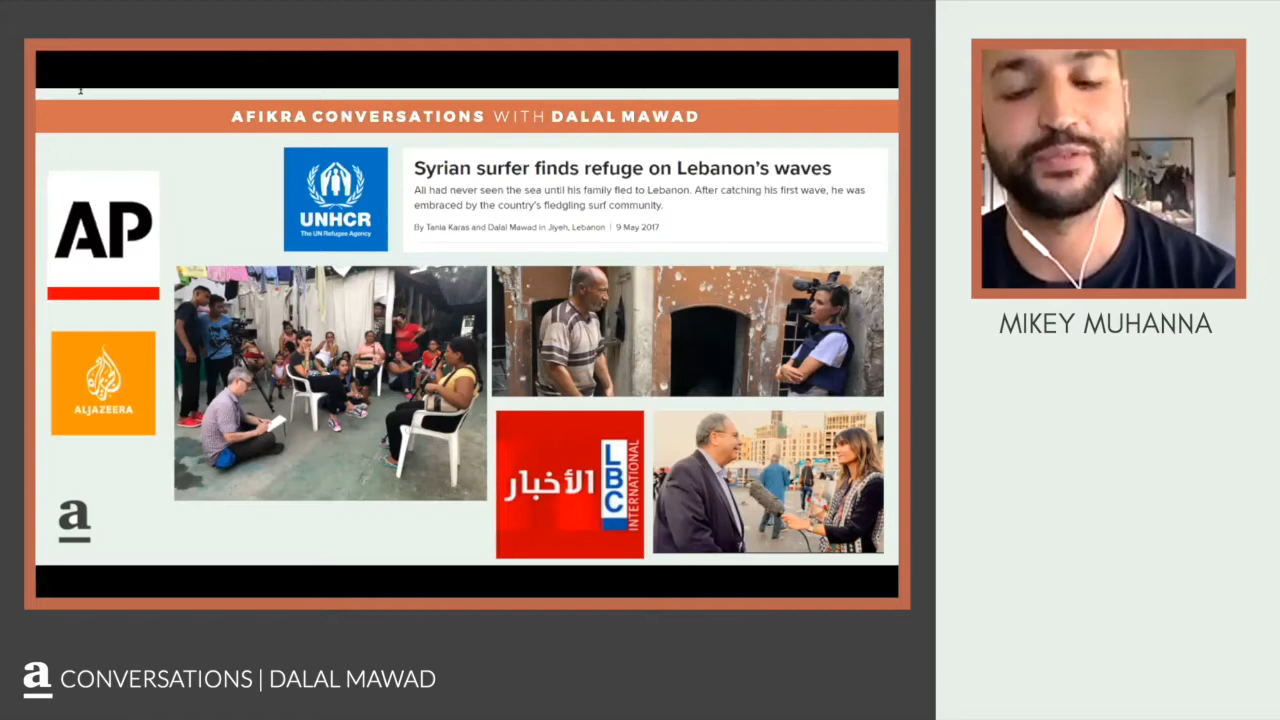 AFIKRA CONVERSATIONS WITH DALAL MAWAD
AP
UNHCR
The UN Refugee Agency
Syrian surfer finds refuge on Lebanon's waves
Ali had never seen the sea until his family fled to Lebanon. After catching his first wave, he was
embraced by the country's fledgling surf community.
By Tania Karas and Dalal Mawad in Jiyeh, Lebanon | 9 May 2017
الجزيرة
ALJAZEERA
الأخبار
LBC
INTERNATIONAL
a
MIKEY MUHANNA
a CONVERSATIONS | DALAL MAWAD